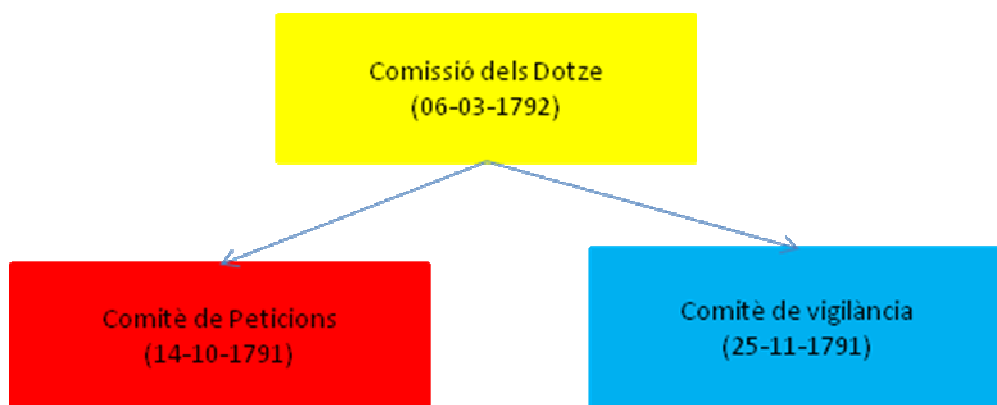 Comissió dels Dotze
(06-03-1792)
Comitè de Peticions
(14-10-1791)
Comitè de vigilància
(25-11-1791)